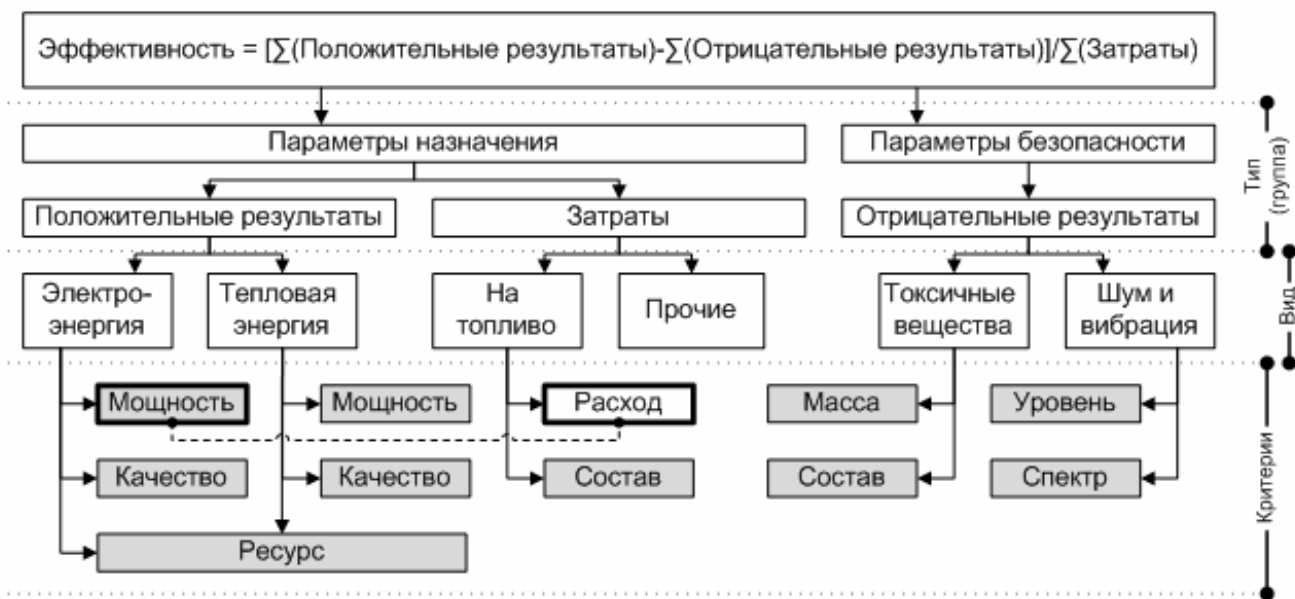 Эффективность = [∑(Положительные результаты)-∑(Отрицательные результаты)]/∑(Затраты)
Параметры назначения
Параметры безопасности
Тип
(группа)
Положительные результаты
Затраты
Отрицательные результаты
Электро-
энергия
Тепловая
энергия
На
топливо
Прочие
Токсичные
вещества
Шум и
вибрация
Вид
Мощность
Мощность
Расход
Масса
Уровень
Качество
Качество
Состав
Состав
Спектр
Ресурс
Критерии